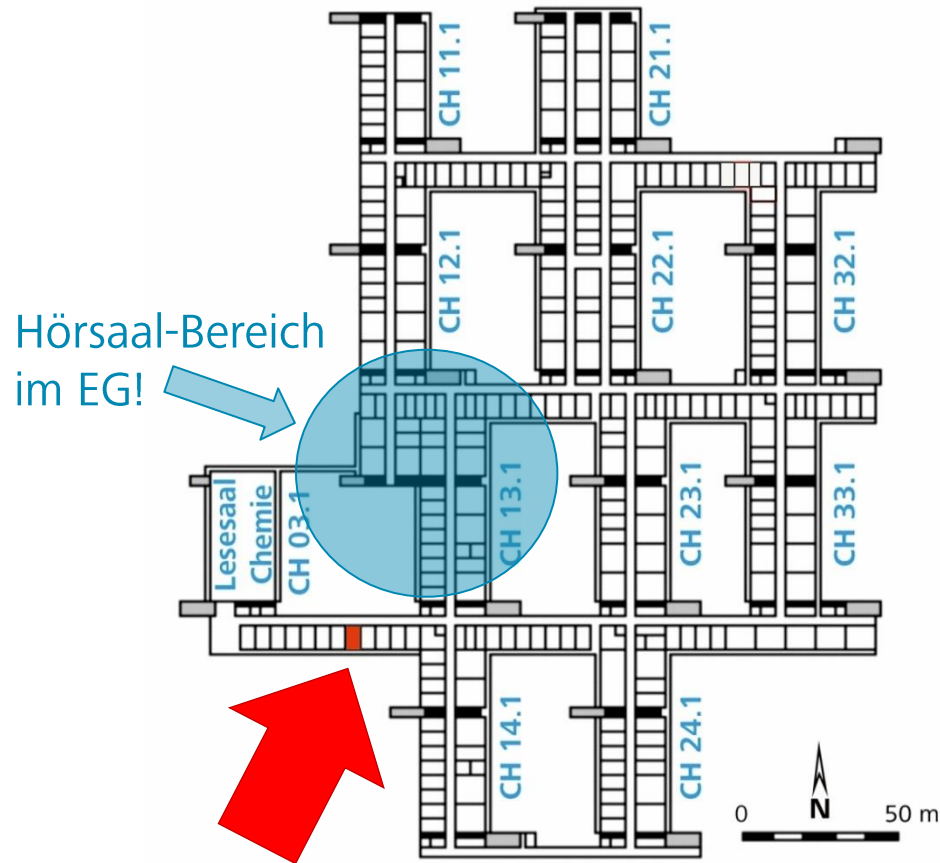 CH 11.1
CH 21.1
CH 12.1
CH 22.1
CH 32.1
Hörsaal-Bereich
im EG!
Lesesaal
Chemie
CH 03.1
CH 13.1
CH 23.1
CH 33.1
CH 14.1
CH 24.1
N
0
50 m